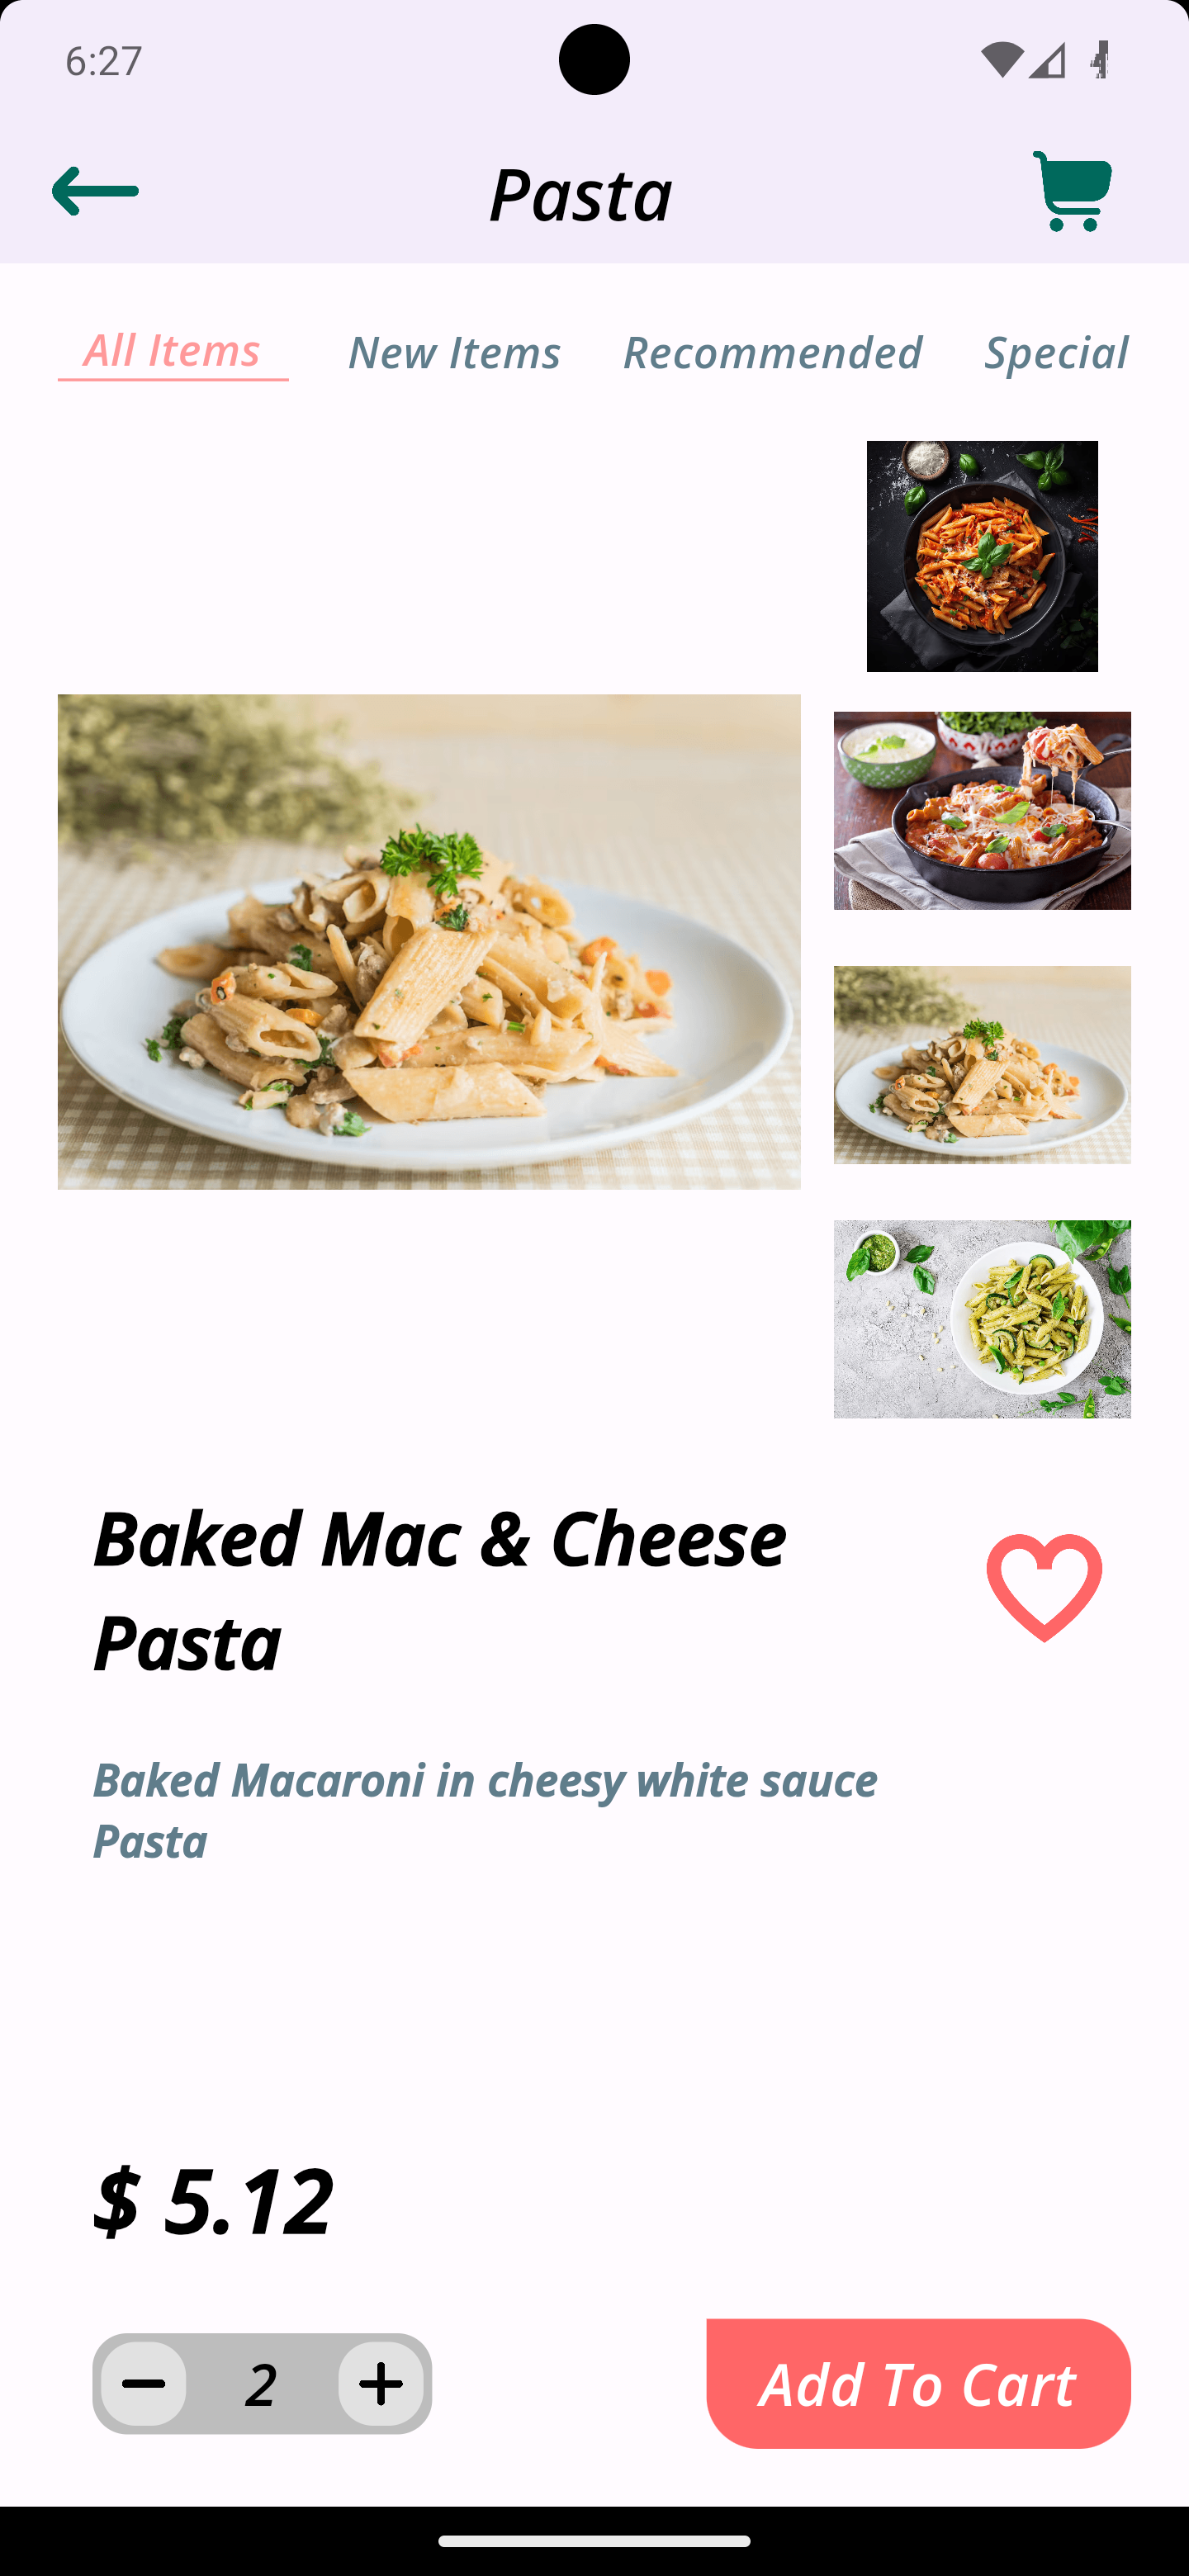 6:27
Pasta
All Items
New Items
Recommended
Special
Baked Mac & Cheese
Pasta
Baked Macaroni in cheesy white sauce
Pasta
$ 5.12
2
Add To Cart